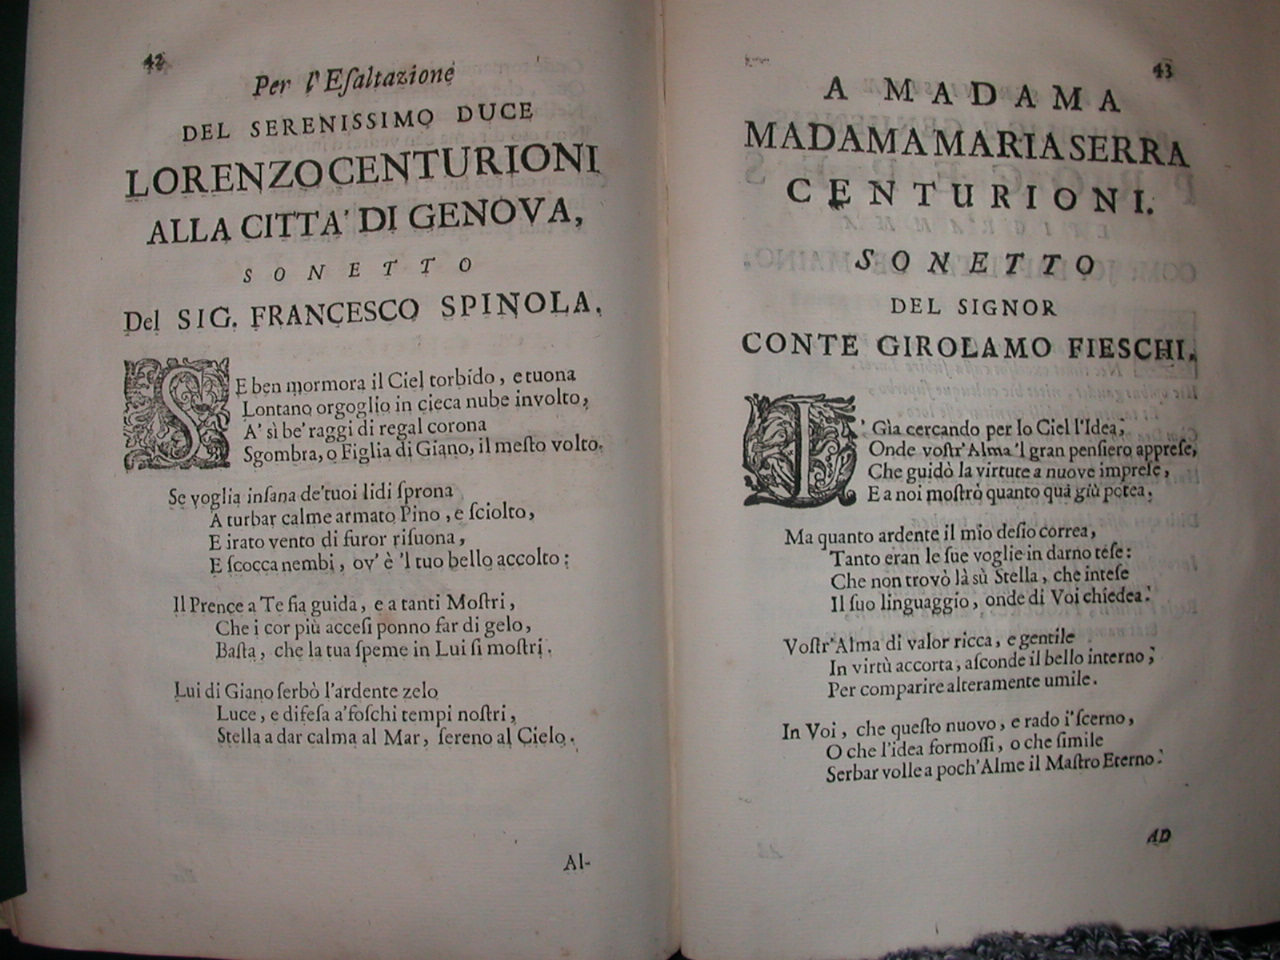 42
Per l'Eſaltazione
DEL SERENISSIMO DUCE
LORENZO CENTURIONI
ALLA CITTA' DI GENOVA,
SONETTO
Del SIG. FRANCESCO SPINOLA.
SE ben mormora il Ciel torbido, e tuona
Lontano orgoglio in cieca nube involto,
A' sì be' raggi di regal corona
Sgombra, o Figlia di Giano, il meſto volto.
Se voglia inſana de' tuoi lidi ſprona
A turbar calme armato Pino, e ſciolto,
E irato vento di furor riſuona,
E ſcocca nembi, ov' è 'l tuo bello accolto;
Il Prence a Te ſia guida, e a tanti Moſtri,
Che i cor più acceſi ponno far di gelo,
Baſta, che la tua ſpeme in Lui ſi moſtri.
Lui di Giano ſerbò l'ardente zelo
Luce, e difeſa a' foſchi tempi noſtri,
Stella a dar calma al Mar, ſereno al Cielo.
Al-
43
A MADAMA
MADAMA MARIA SERRA
CENTURIONI.
SONETTO
DEL SIGNOR
CONTE GIROLAMO FIESCHI.
I' Gìa cercando per lo Ciel l'Idea,
Onde voſtr'Alma 'l gran penſiero appreſe,
Che guidò la virtute a nuove impreſe,
E a noi moſtrò quanto quà giù potea.
Ma quanto ardente il mio deſio correa,
Tanto eran le ſue voglie in darno teſe:
Che non trovò là sù Stella, che inteſe
Il ſuo linguaggio, onde di Voi chiedea.
Voſtr'Alma di valor ricca, e gentile
In virtù accorta, aſconde il bello interno;
Per comparire alteramente umile.
In Voi, che queſto nuovo, e rado i' ſcerno,
O che l'idea formoſſi, o che ſimile
Serbar volle a poch'Alme il Maſtro Eterno.
AD